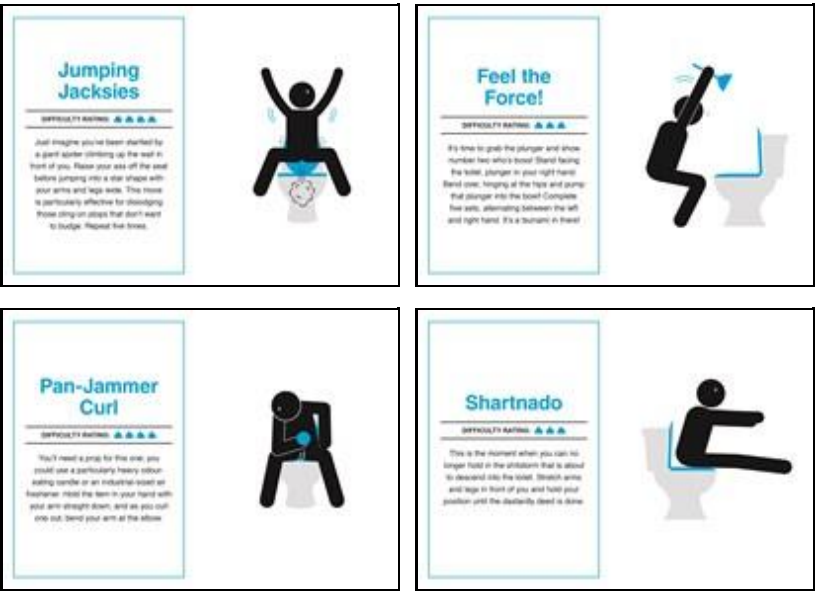 Jumping
Jacksies
DIFFICULTY RATING:
Just imagine you've been startled by
a giant spider climbing up the wall in
front of you. Raise your ass off the seat
before jumping into a star shape with
your arms and legs wide. This move
is particularly effective for dislodging
those cling on plops that don't want
to budge. Repeat five times.
Feel the
Force!
DIFFICULTY RATING:
It's time to grab the plunger and show
number two who's boss! Stand facing
the toilet, plunger in your right hand.
Bend over, hinging at the hips and pump
that plunger into the bowl! Complete
five sets, alternating between the left
and right hand. It's a tsunami in there!
Pan-Jammer
Curl
DIFFICULTY RATING:
You'll need a prop for this one, you
could use a particularly heavy odour
eating candle or an industrial-sized air
freshener. Hold the item in your hand with
your arm straight down, and as you curl
one out, bend your arm at the elbow.
Shartnado
DIFFICULTY RATING:
This is the moment when you can no
longer hold in the shitstorm that is about
to descend into the toilet. Stretch arms
and legs in front of you and hold your
position until the dastardly deed is done.